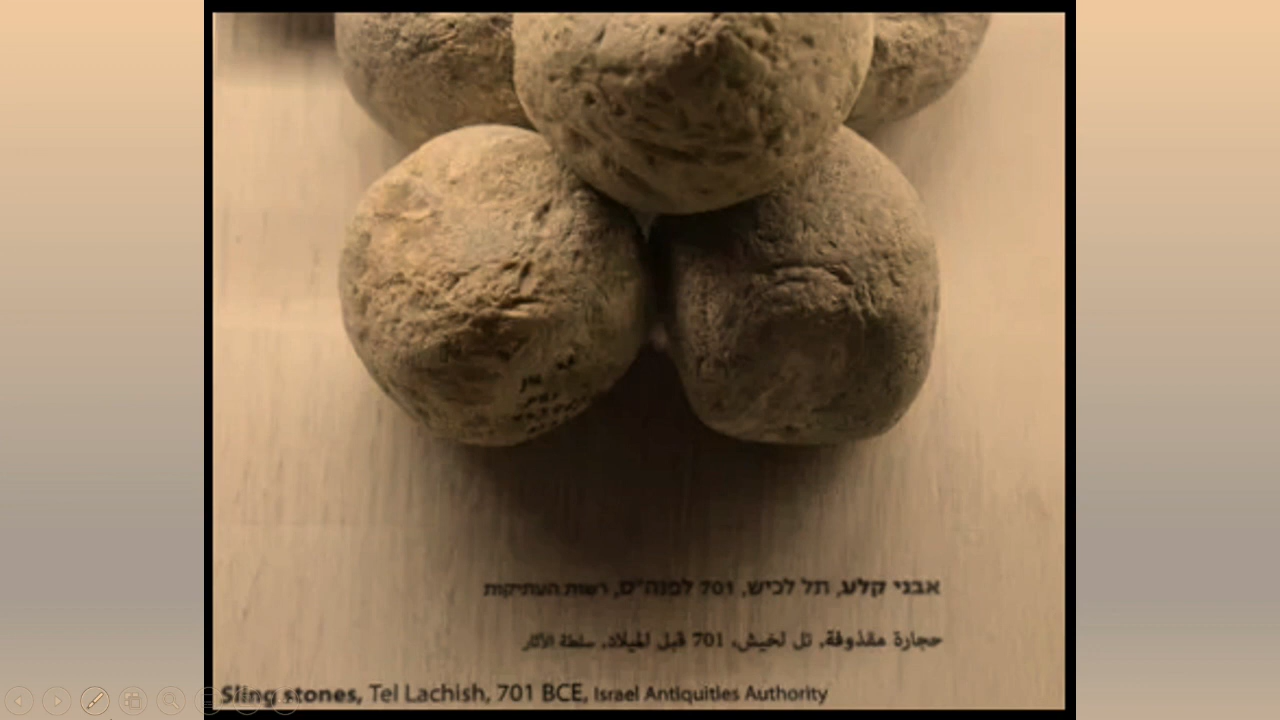 אבני קלע, תל לכיש, 701 לפנה"ס, רשות העתיקות
حجارة مقذوفة, تل لخيش، 701 قبل الميلاد, سلطة الآثار
Sling stones, Tel Lachish, 701 BCE, Israel Antiquities Authority